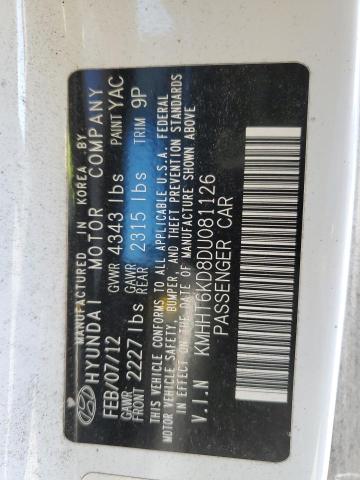 MANUFACTURED IN KOREA BY
HYUNDAI MOTOR COMPANY
FEB/07/12 GVWR 4343 lbs PAINT YAC
GAWR FRONT 2227 lbs GAWR REAR 2315 lbs TRIM 9P
THIS VEHICLE CONFORMS TO ALL APPLICABLE U.S.A. FEDERAL
MOTOR VEHICLE SAFETY, BUMPER, AND THEFT PREVENTION STANDARDS
IN EFFECT ON THE DATE OF MANUFACTURE SHOWN ABOVE
V.I.N KMHHT6KD8DU081126
PASSENGER CAR